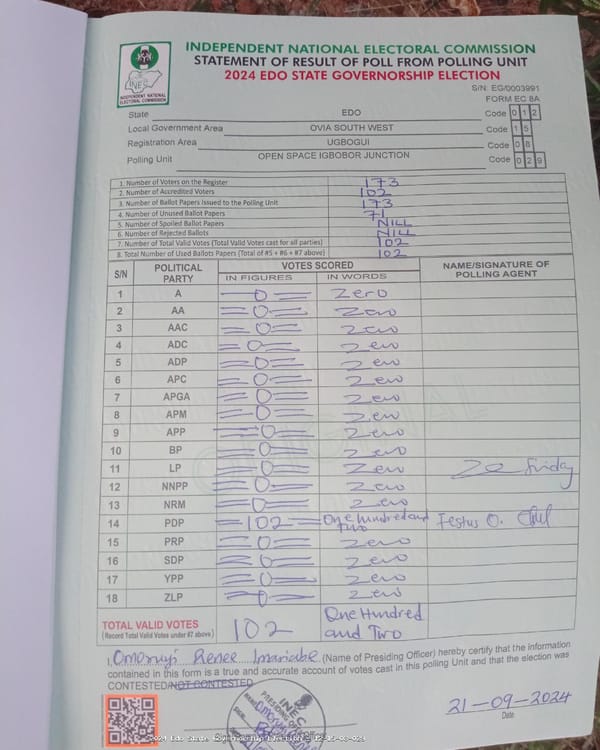 INDEPENDENT NATIONAL ELECTORAL COMMISSION
STATEMENT OF RESULT OF POLL FROM POLLING UNIT
2024 EDO STATE GOVERNORSHIP ELECTION
INEC
INDEPENDENT NATIONAL
ELECTORAL COMMISSION
S/N: EG/0003991
FORM EC 8A
State EDO Code 0 1 2
Local Government Area OVIA SOUTH WEST Code 1 5
Registration Area UGBOGUI Code 0 8
Polling Unit OPEN SPACE IGBOBOR JUNCTION Code 0 2 9
1. Number of Voters on the Register 173
2. Number of Accredited Voters 102
3. Number of Ballot Papers Issued to the Polling Unit 173
4. Number of Unused Ballot Papers 71
5. Number of Spoiled Ballot Papers NILL
6. Number of Rejected Ballots NILL
7. Number of Total Valid Votes (Total Valid Votes cast for all parties) 102
8. Total Number of Used Ballots Papers (Total of #5 + #6 + #7 above) 102
S/N POLITICAL PARTY VOTES SCORED NAME/SIGNATURE OF POLLING AGENT
IN FIGURES IN WORDS
1 A =0= Zero
2 AA =0= Zero
3 AAC =0= Zero
4 ADC =0= Zero
5 ADP =0= Zero
6 APC =0= Zero
7 APGA =0= Zero
8 APM =0= Zero
9 APP =0= Zero
10 BP =0= Zero
11 LP =0= Zero Friday
12 NNPP =0= Zero
13 NRM =0= Zero
14 PDP =102= One Hundred and Two Festus O.
15 PRP =0= Zero
16 SDP =0= Zero
17 YPP =0= Zero
18 ZLP =0= Zero
TOTAL VALID VOTES
(Record Total Valid Votes under #7 above) 102 One Hundred and Two
I, Omoruyi Renee Imariabe (Name of Presiding Officer) hereby certify that the information
contained in this form is a true and accurate account of votes cast in this polling Unit and that the election was
CONTESTED/NOT CONTESTED
INEC
PRESIDING
21-09-2024
Date